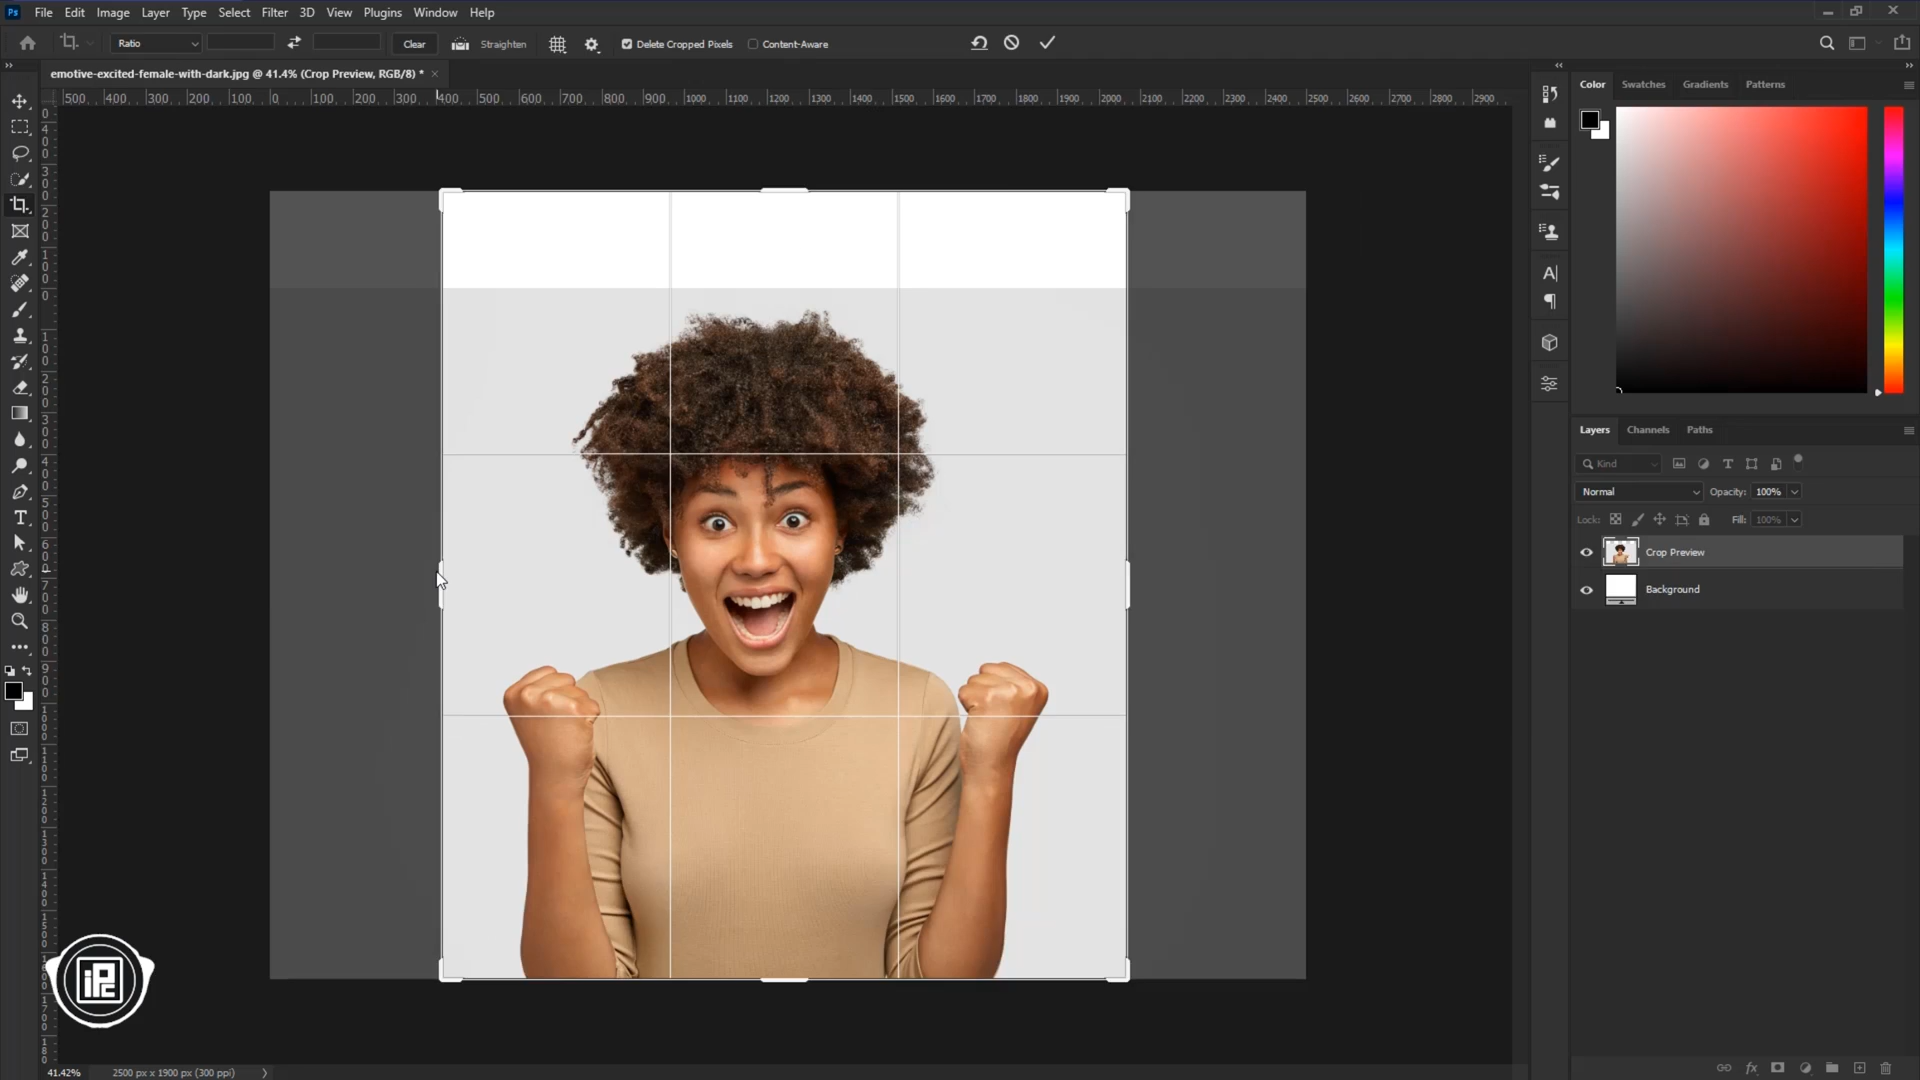 Ps File Edit Image Layer Type Select Filter 3D View Plugins Window Help
Ratio Clear Straighten Delete Cropped Pixels Content-Aware
emotive-excited-female-with-dark.jpg @ 41.4% (Crop Preview, RGB/8) *
500 400 300 200 100 0 100 200 300 400 500 600 700 800 900 1000 1100 1200 1300 1400 1500 1600 1700 1800 1900 2000 2100 2200 2300 2400 2500 2600 2700 2800 2900
Color Swatches Gradients Patterns
Layers Channels Paths
Kind
Normal Opacity: 100%
Lock: Fill: 100%
Crop Preview
Background
41.42% 2500 px x 1900 px (300 ppi)